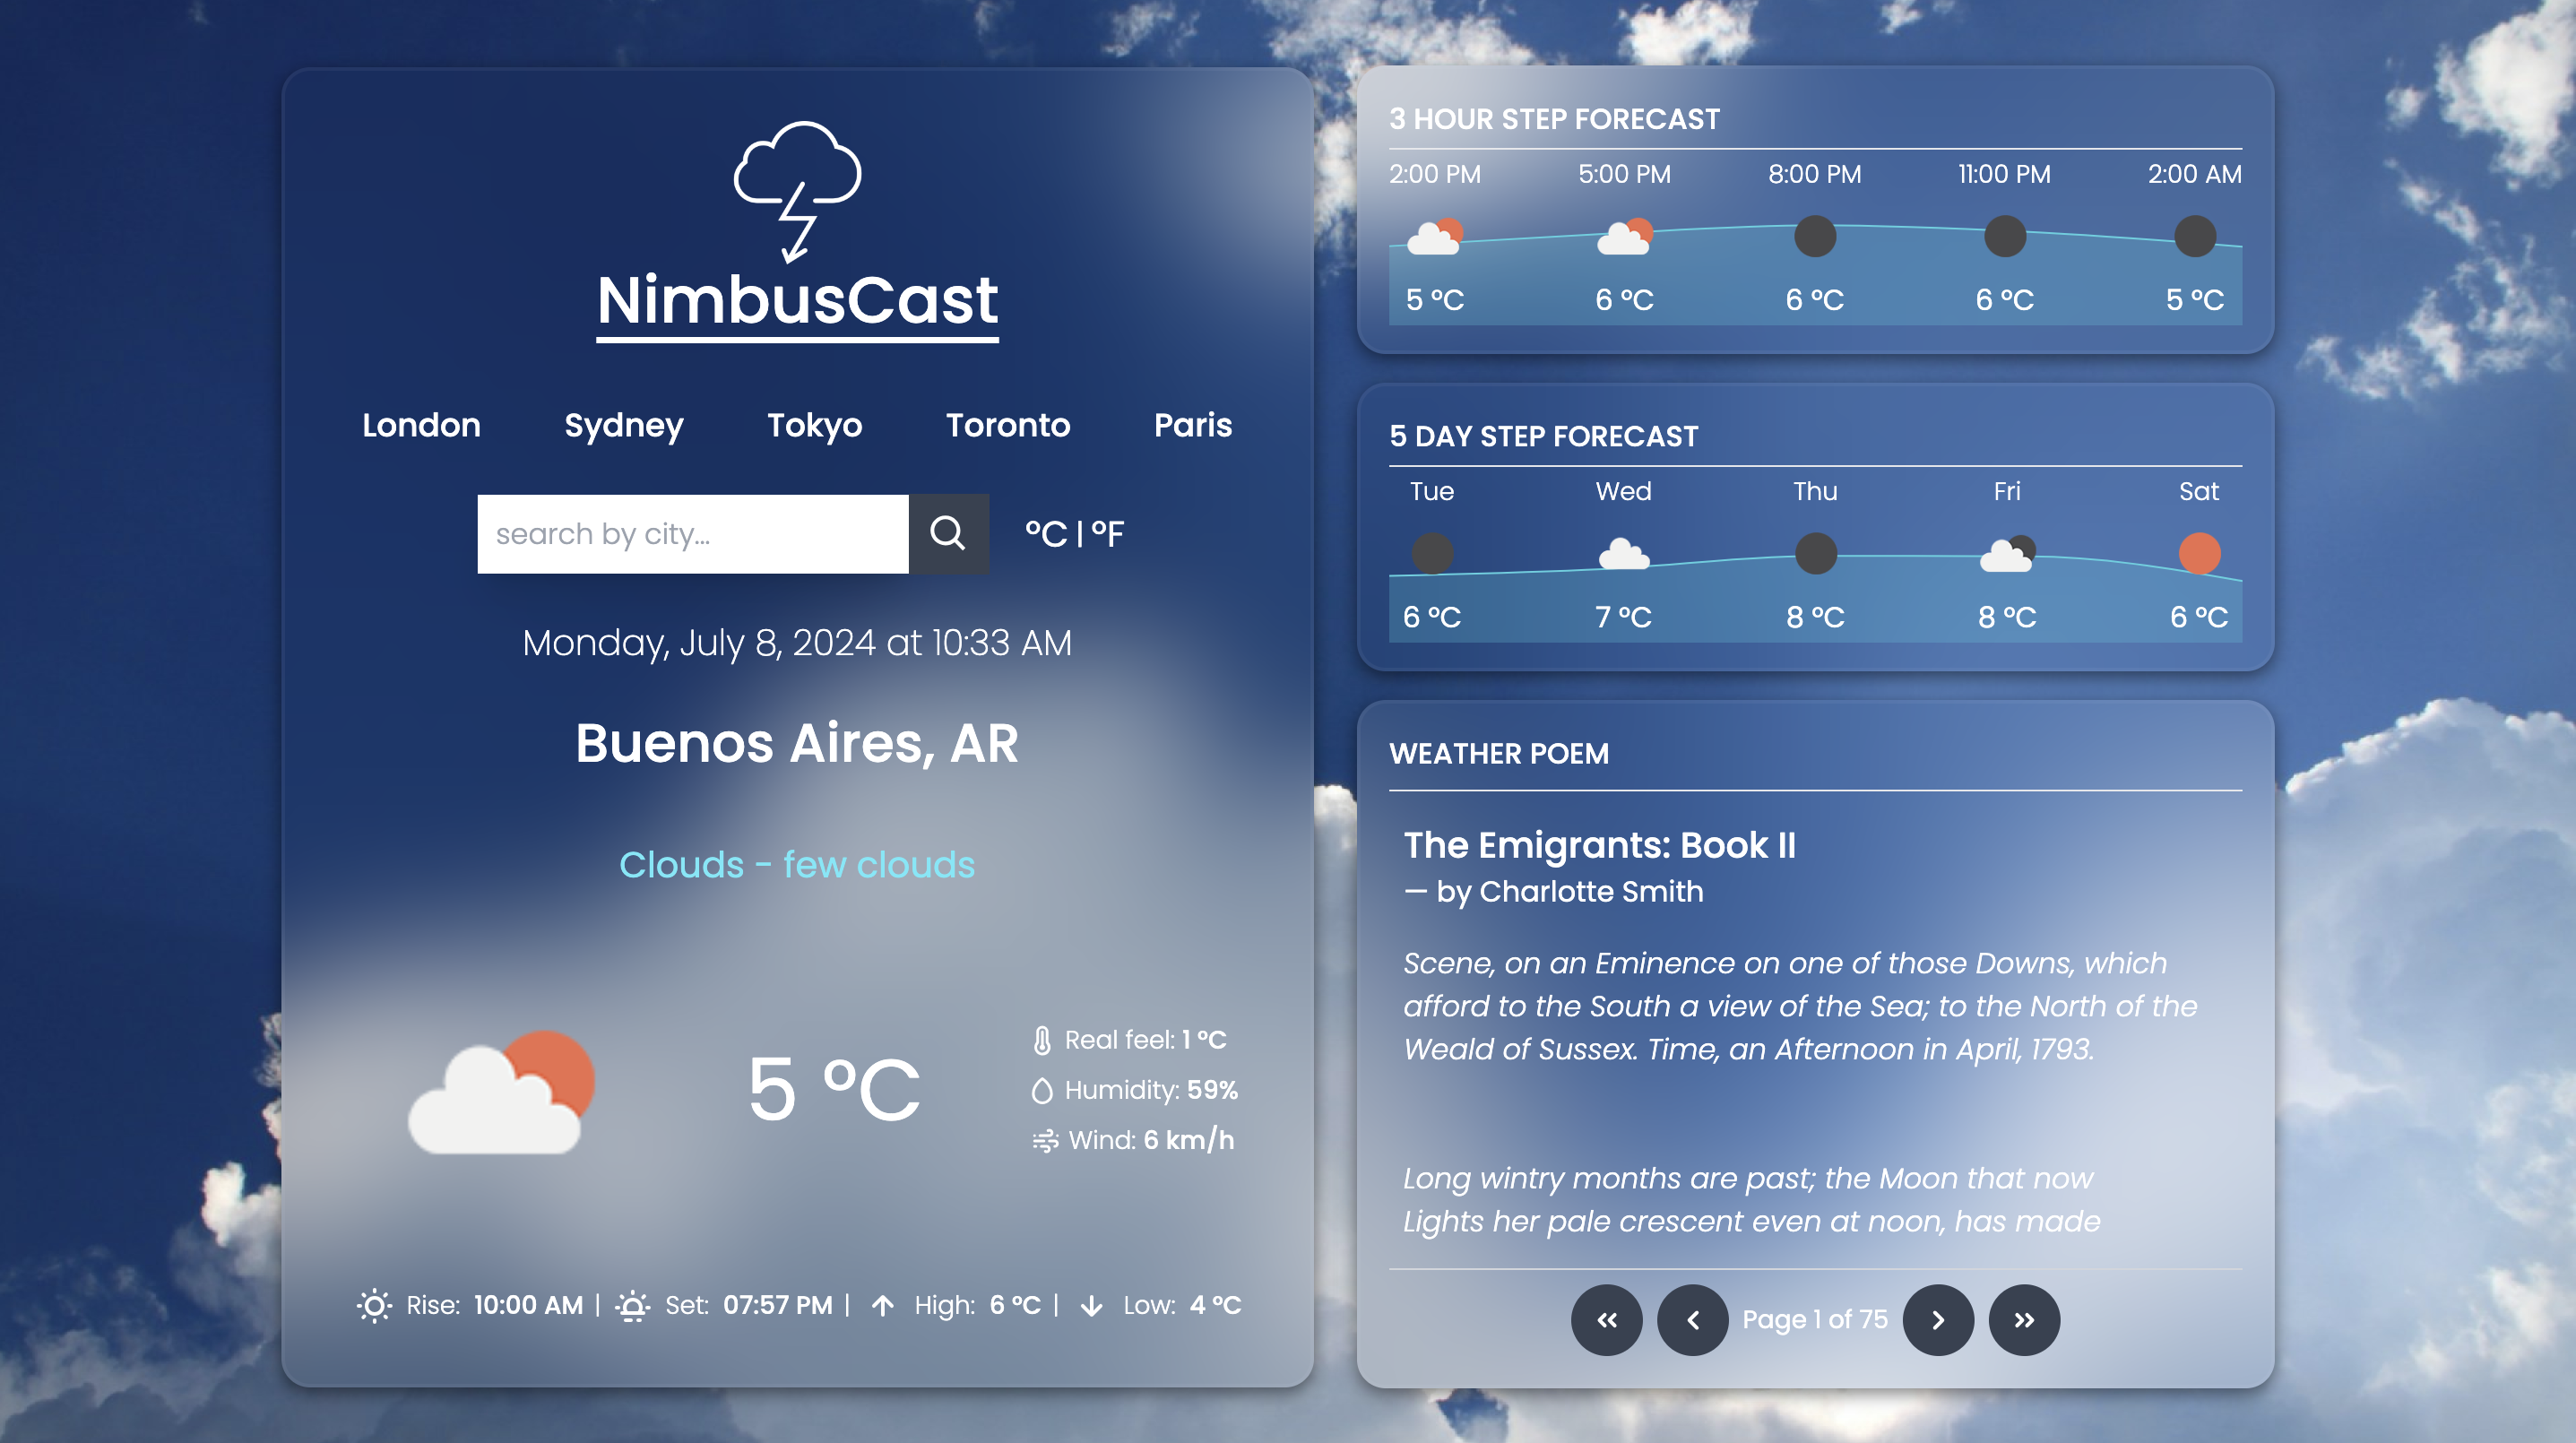 NimbusCast
London Sydney Tokyo Toronto Paris
search by city...
°C | °F
Monday, July 8, 2024 at 10:33 AM
Buenos Aires, AR
Clouds - few clouds
5 °C
Real feel: 1 °C
Humidity: 59%
Wind: 6 km/h
Rise: 10:00 AM | Set: 07:57 PM | High: 6 °C | Low: 4 °C
3 HOUR STEP FORECAST
2:00 PM 5:00 PM 8:00 PM 11:00 PM 2:00 AM
5 °C 6 °C 6 °C 6 °C 5 °C
5 DAY STEP FORECAST
Tue Wed Thu Fri Sat
6 °C 7 °C 8 °C 8 °C 6 °C
WEATHER POEM
The Emigrants: Book II
— by Charlotte Smith
Scene, on an Eminence on one of those Downs, which
afford to the South a view of the Sea; to the North of the
Weald of Sussex. Time, an Afternoon in April, 1793.
Long wintry months are past; the Moon that now
Lights her pale crescent even at noon, has made
Page 1 of 75